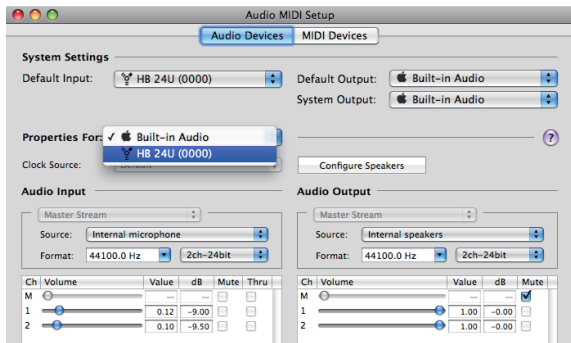 Audio MIDI Setup
Audio Devices MIDI Devices
System Settings
Default Input: HB 24U (0000) Default Output: Built-in Audio
System Output: Built-in Audio
Properties For: ✓ Built-in Audio ?
HB 24U (0000)
Clock Source: Default Configure Speakers
Audio Input Audio Output
Master Stream Master Stream
Source: Internal microphone Source: Internal speakers
Format: 44100.0 Hz 2ch-24bit Format: 44100.0 Hz 2ch-24bit
Ch Volume Value dB Mute Thru Ch Volume Value dB Mute
M — — M — —
1 0.12 -9.00 1 1.00 -0.00
2 0.10 -9.50 2 1.00 -0.00